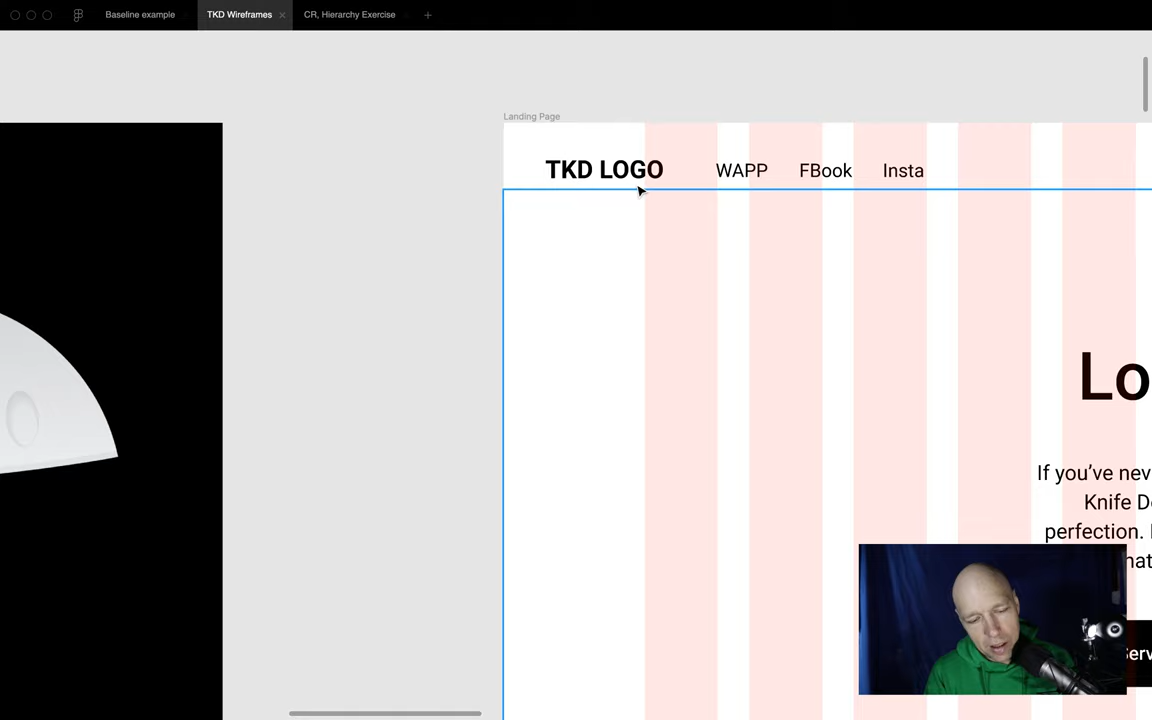 Baseline example
TKD Wireframes
CR, Hierarchy Exercise
Landing Page
TKD LOGO
WAPP
FBook
Insta
Lo
If you’ve nev
Knife D
perfection.